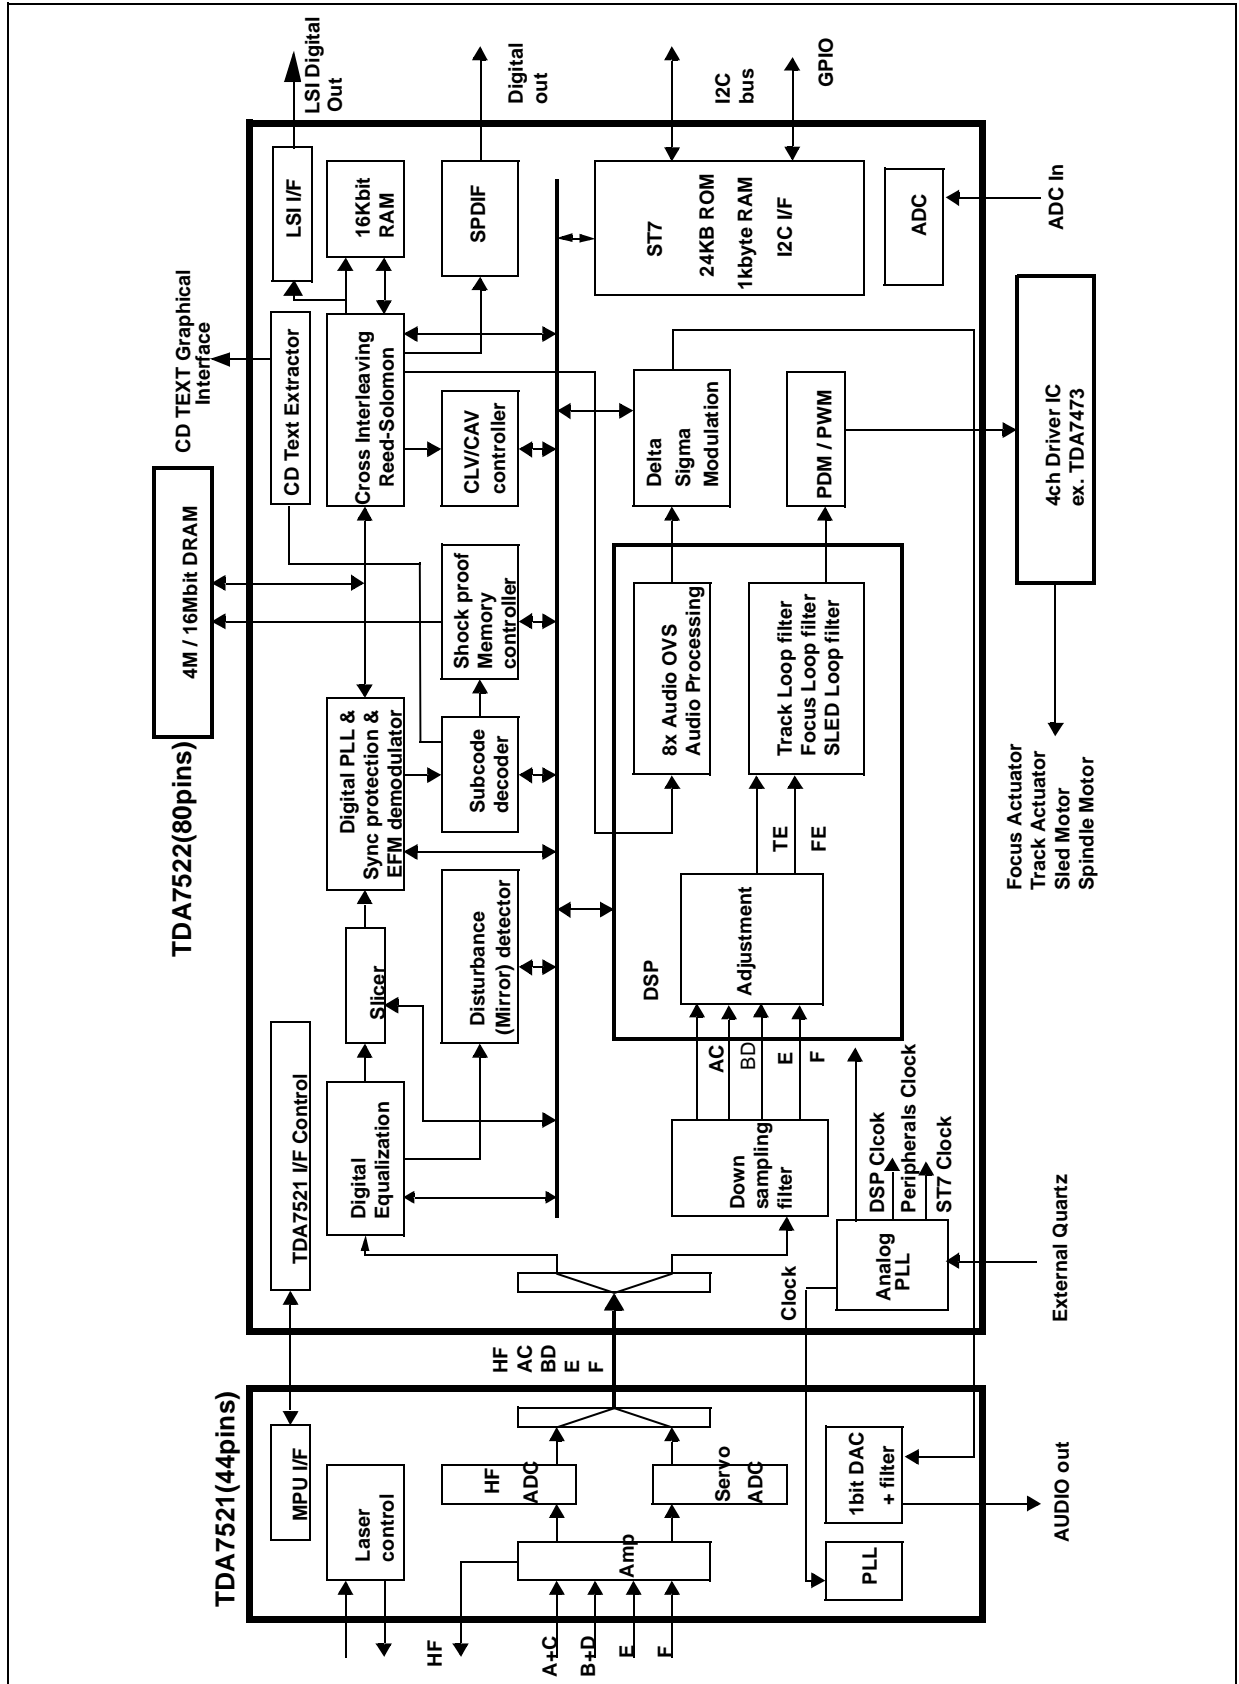 TDA7521(44pins)
MPU I/F
Laser
control
HF
A+C
B+D
E
F
Amp
HF
ADC
Servo
ADC
PLL
1bit DAC
+ filter
AUDIO out
HF
AC
BD
E
F
Clock
TDA7522(80pins)
4M / 16Mbit DRAM
CD TEXT Graphical
Interface
TDA7521 I/F Control
CD Text Extractor
LSI I/F
LSI Digital
Out
Digital
Equalization
Slicer
Digital PLL &
Sync protection &
EFM demodulator
Cross Interleaving
Reed-Solomon
16Kbit
RAM
Disturbance
(Mirror) detector
Subcode
decoder
Shock proof
Memory
controller
CLV/CAV
controller
SPDIF
Digital
out
Down
sampling
filter
AC
BD
E
F
DSP
Adjustment
TE
FE
8x Audio OVS
Audio Processing
Track Loop filter
Focus Loop filter
SLED Loop filter
Delta
Sigma
Modulation
PDM / PWM
ST7
24KB ROM
1kbyte RAM
I2C I/F
I2C
bus
GPIO
ADC
ADC In
Analog
PLL
DSP Clcok
Peripherals Clock
ST7 Clock
External Quartz
4ch Driver IC
ex. TDA7473
Focus Actuator
Track Actuator
Sled Motor
Spindle Motor